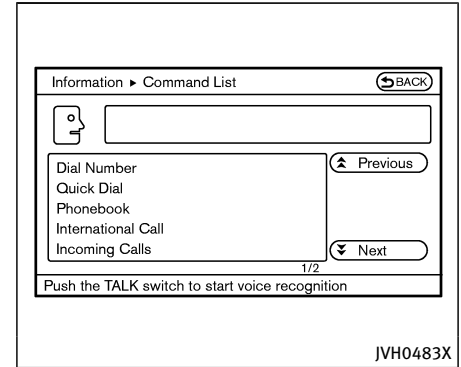 Information ▸ Command List
BACK
Dial Number
Previous
Quick Dial
Phonebook
International Call
Incoming Calls
Next
1/2
Push the TALK switch to start voice recognition
JVH0483X